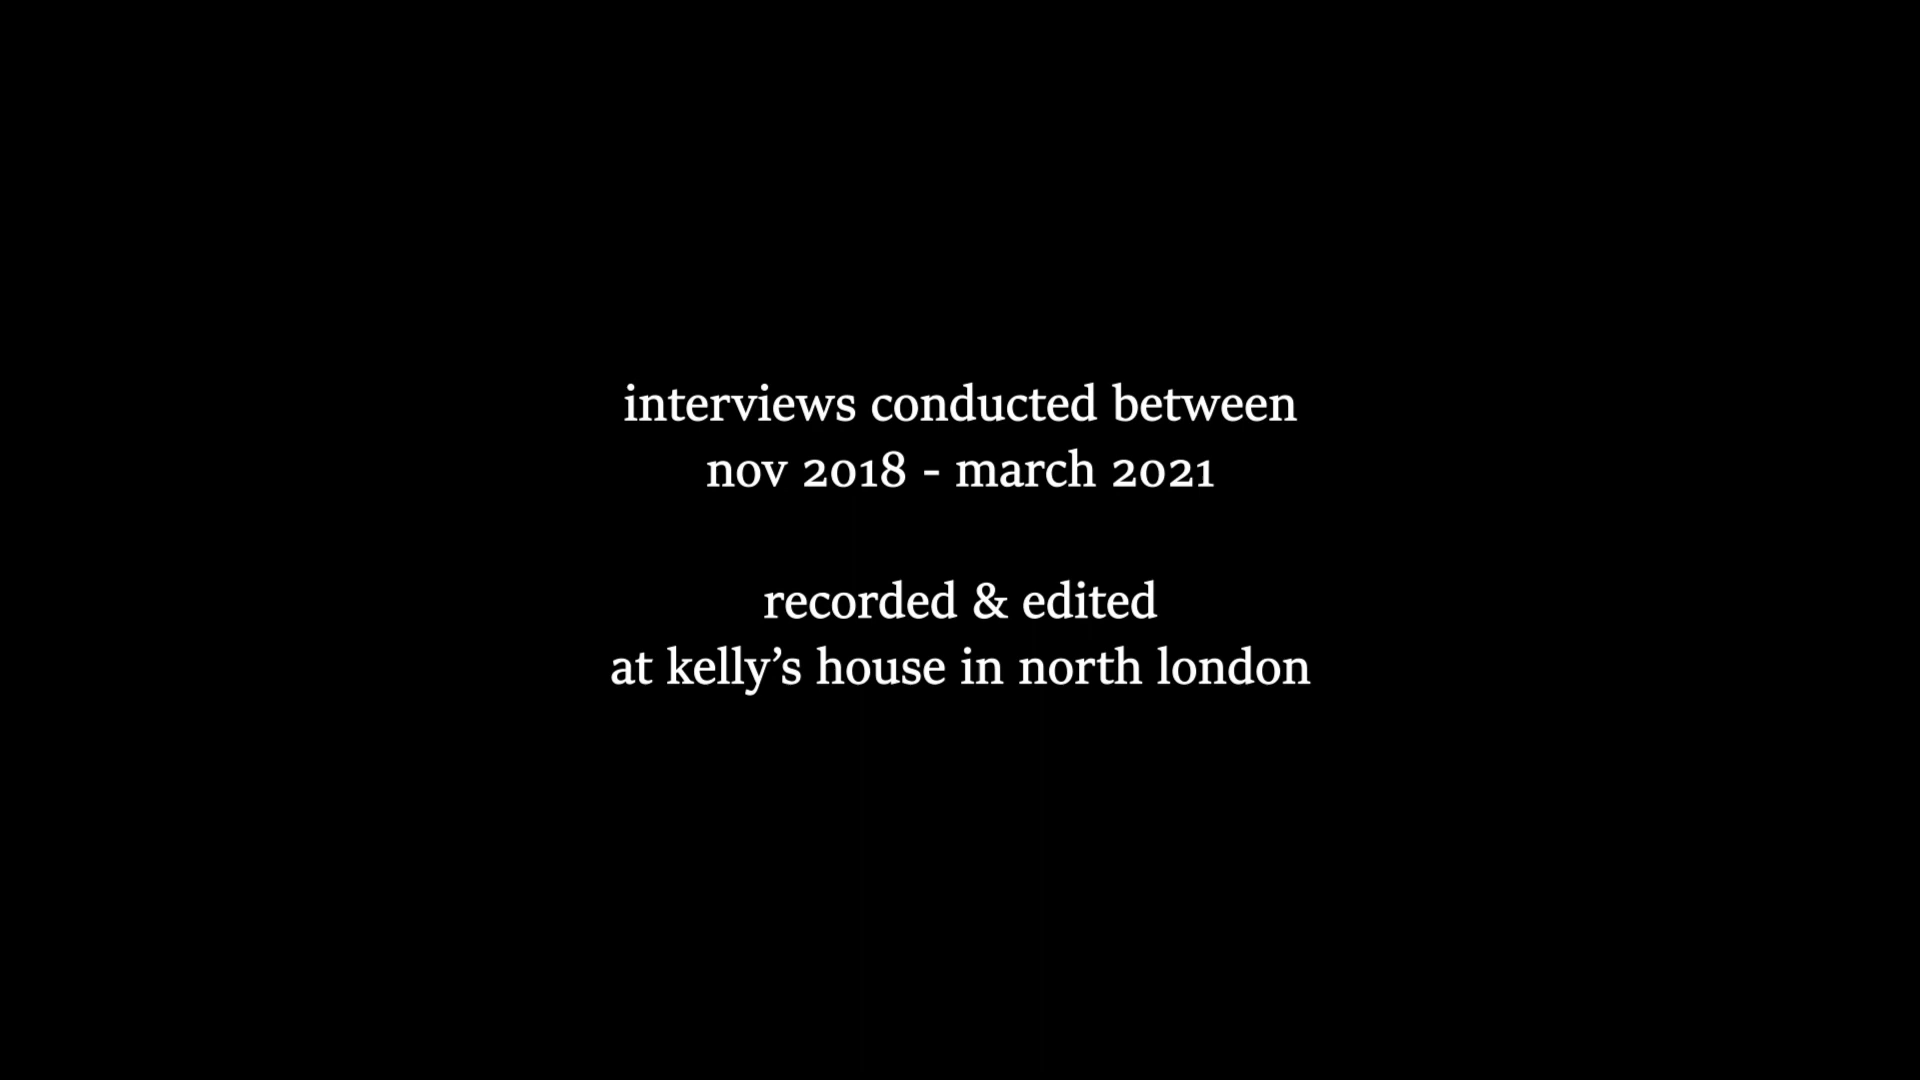 interviews conducted between
nov 2018 - march 2021
recorded & edited
at kelly’s house in north london